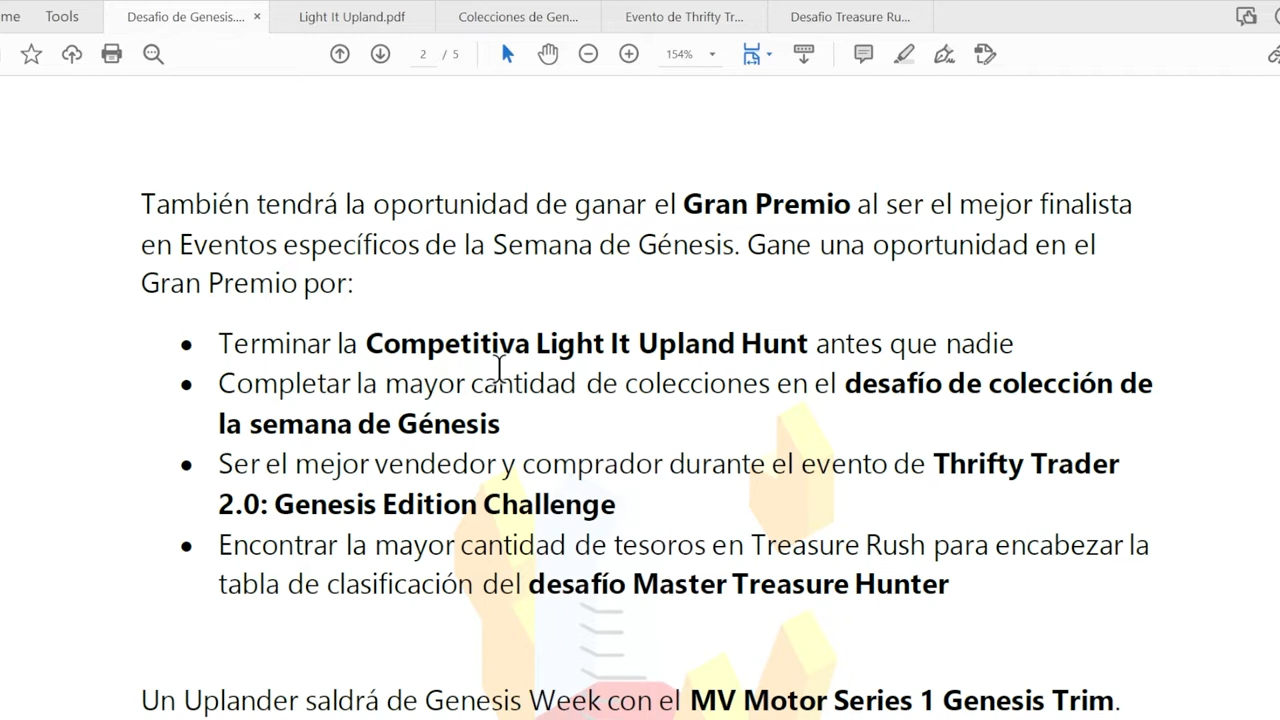 me Tools Desafio de Genesis.... × Light It Upland.pdf Colecciones de Gen... Evento de Thrifty Tr... Desafio Treasure Ru...
2 / 5 154%
También tendrá la oportunidad de ganar el Gran Premio al ser el mejor finalista
en Eventos específicos de la Semana de Génesis. Gane una oportunidad en el
Gran Premio por:
• Terminar la Competitiva Light It Upland Hunt antes que nadie
• Completar la mayor cantidad de colecciones en el desafío de colección de
la semana de Génesis
• Ser el mejor vendedor y comprador durante el evento de Thrifty Trader
2.0: Genesis Edition Challenge
• Encontrar la mayor cantidad de tesoros en Treasure Rush para encabezar la
tabla de clasificación del desafío Master Treasure Hunter
Un Uplander saldrá de Genesis Week con el MV Motor Series 1 Genesis Trim.